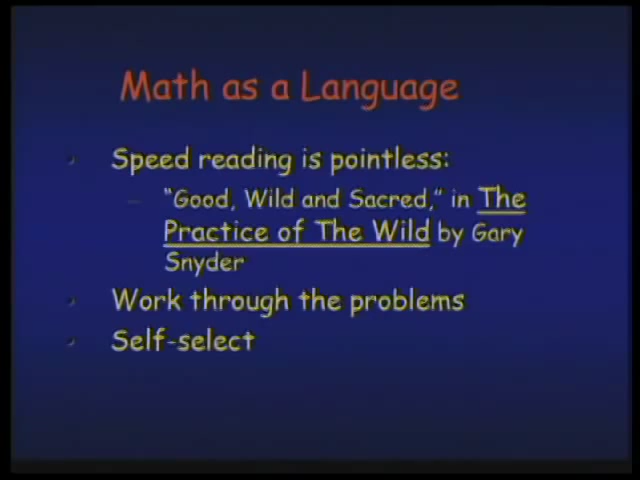 Math as a Language
• Speed reading is pointless:
– "Good, Wild and Sacred," in The
Practice of The Wild by Gary
Snyder
• Work through the problems
• Self-select